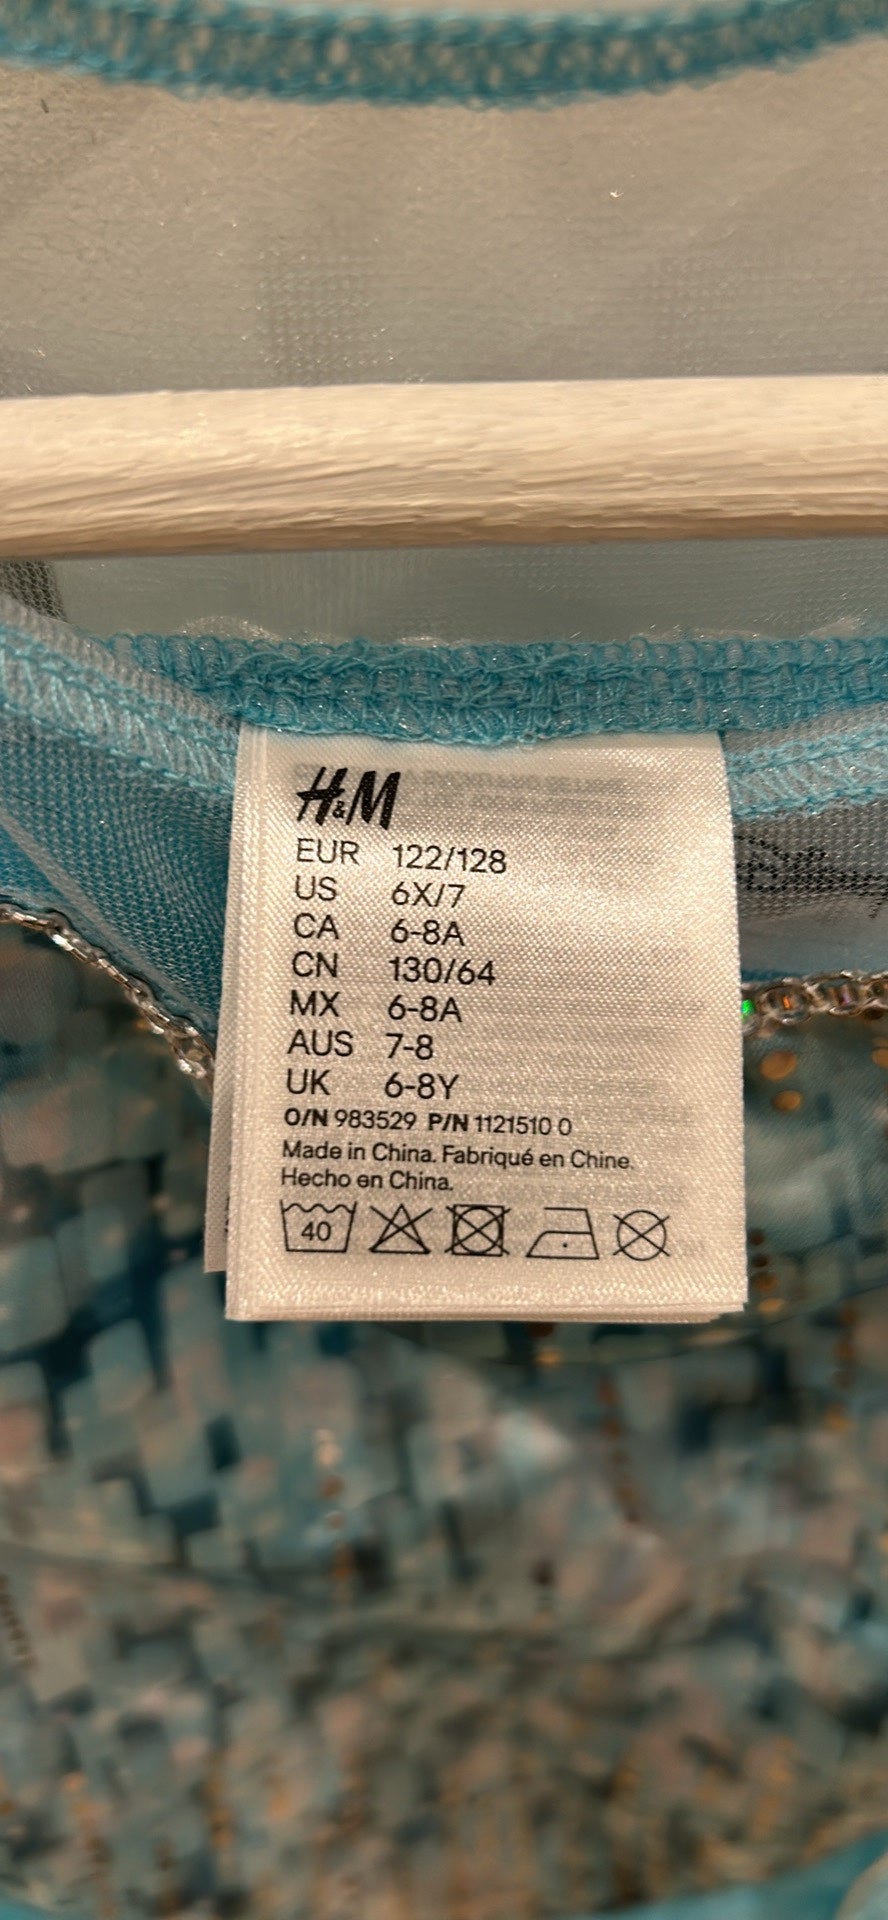 H&M
EUR 122/128
US 6X/7
CA 6-8A
CN 130/64
MX 6-8A
AUS 7-8
UK 6-8Y
O/N 983529 P/N 1121510 0
Made in China. Fabriqué en Chine.
Hecho en China.
40